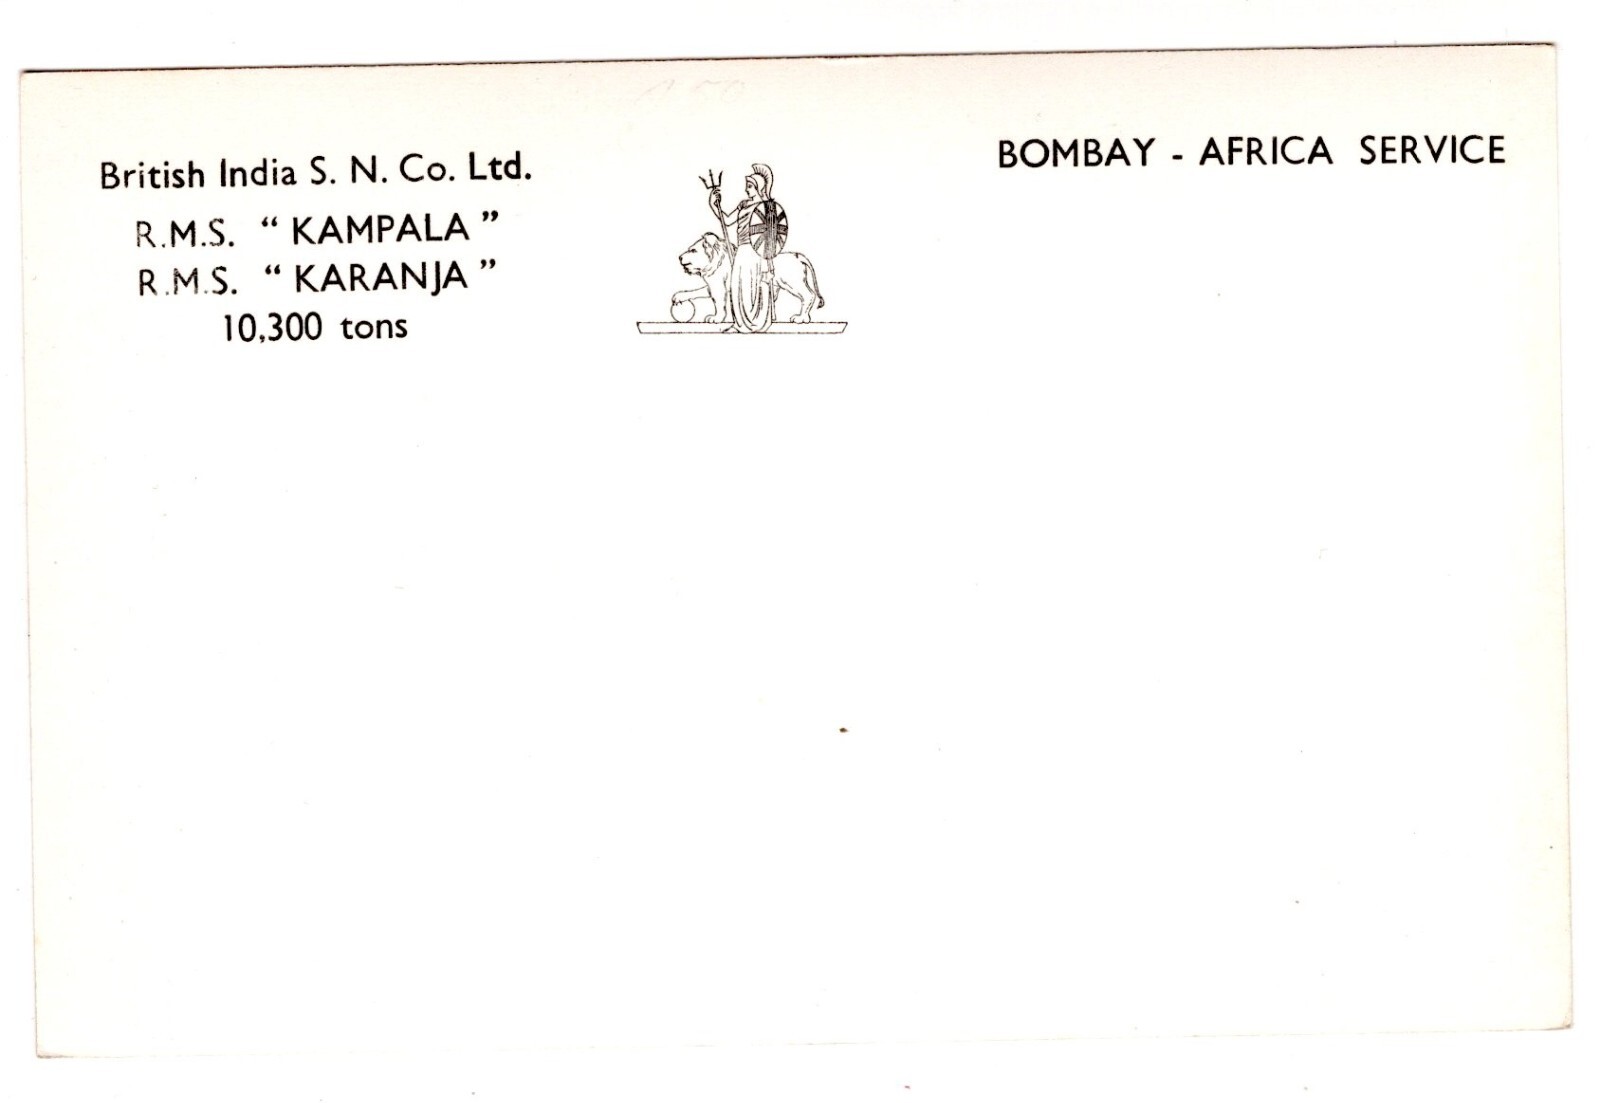 British India S. N. Co. Ltd.
R.M.S. “ KAMPALA ”
R.M.S. “ KARANJA ”
10,300 tons
BOMBAY - AFRICA SERVICE